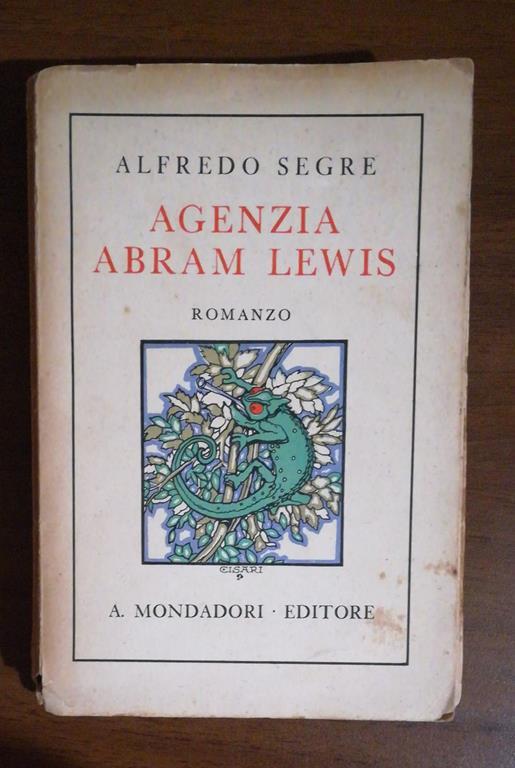 ALFREDO SEGRE
AGENZIA
ABRAM LEWIS
ROMANZO
CISARI
A. MONDADORI · EDITORE